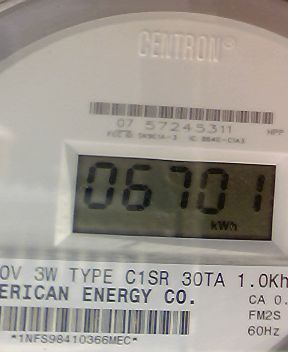 CENTRON®
07 57245311
HPP
06701
kWh
0V 3W TYPE C1SR 30TA 1.0Kh
ERICAN ENERGY CO.
CA 0.
FM2S
60Hz
*1NFS98410366MEC*